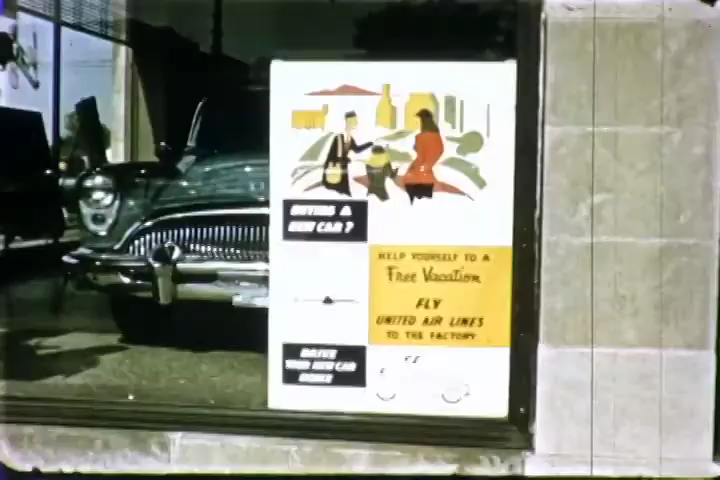 BUYING A
NEW CAR?
HELP YOURSELF TO A
Free Vacation
FLY
UNITED AIR LINES
TO THE FACTORY
DRIVE
YOUR NEW CAR
HOME